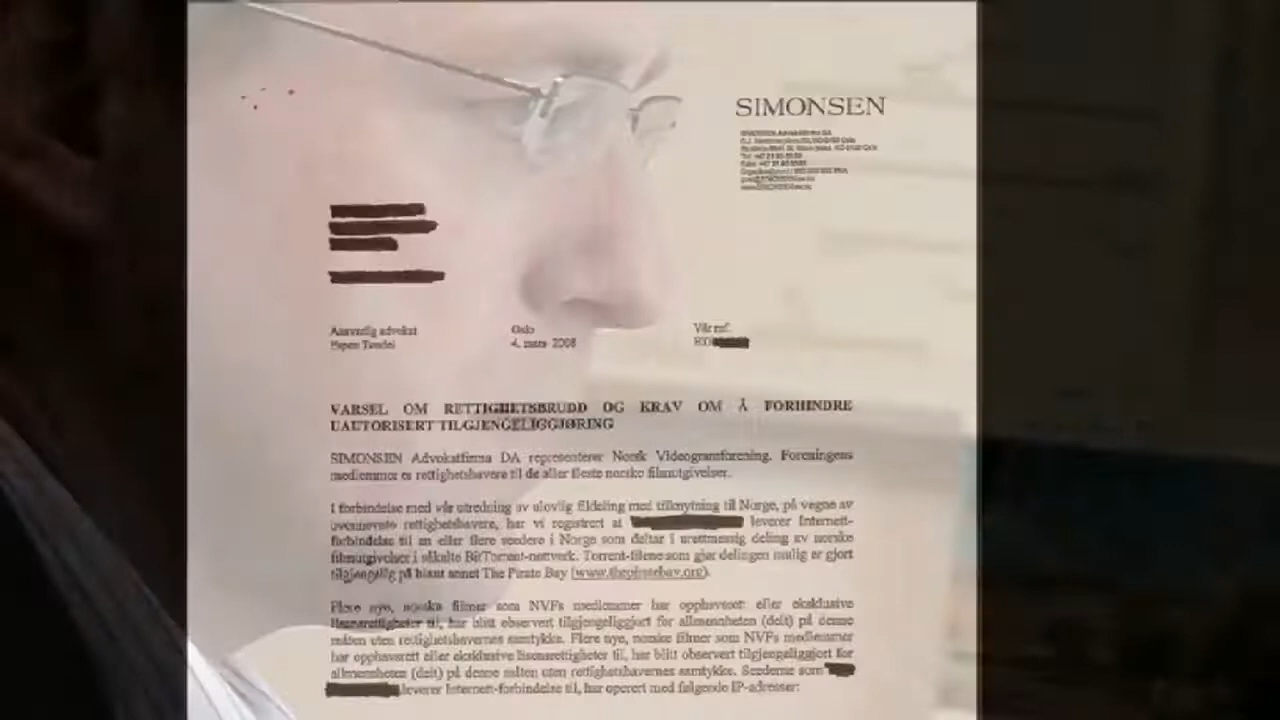 SIMONSEN
SIMONSEN Advokatfirma DA
Ansvarlig advokat
Espen Tøndel
Oslo
4. mars 2008
Vår ref.
VARSEL OM RETTIGHETSBRUDD OG KRAV OM Å FORHINDRE
UAUTORISERT TILGJENGELIGGJØRING
SIMONSEN Advokatfirma DA representerer Norsk Videogramforening. Foreningens
medlemmer er rettighetshavere til de aller fleste norske filmutgivelser.
I forbindelse med vår utredning av ulovlig fildeling med tilknytning til Norge, på vegne av
ovennevnte rettighetshavere, har vi registrert at leverer Internett-
forbindelse til en eller flere seedere i Norge som deltar i urettmessig deling av norske
filmutgivelser i såkalte BitTorrent-nettverk. Torrent-filene som gjør delingen mulig er gjort
tilgjengelig på blant annet The Pirate Bay (www.thepiratebay.org).
Flere nye, norske filmer som NVFs medlemmer har opphavsrett eller eksklusive
lisensrettigheter til, har blitt observert tilgjengeliggjort for allmennheten (delt) på denne
måten uten rettighetshavernes samtykke. Flere nye, norske filmer som NVFs medlemmer
har opphavsrett eller eksklusive lisensrettigheter til, har blitt observert tilgjengeliggjort for
allmennheten (delt) på denne måten uten rettighetshavernes samtykke. Seederne som
leverer Internett-forbindelse til, har operert med følgende IP-adresser: